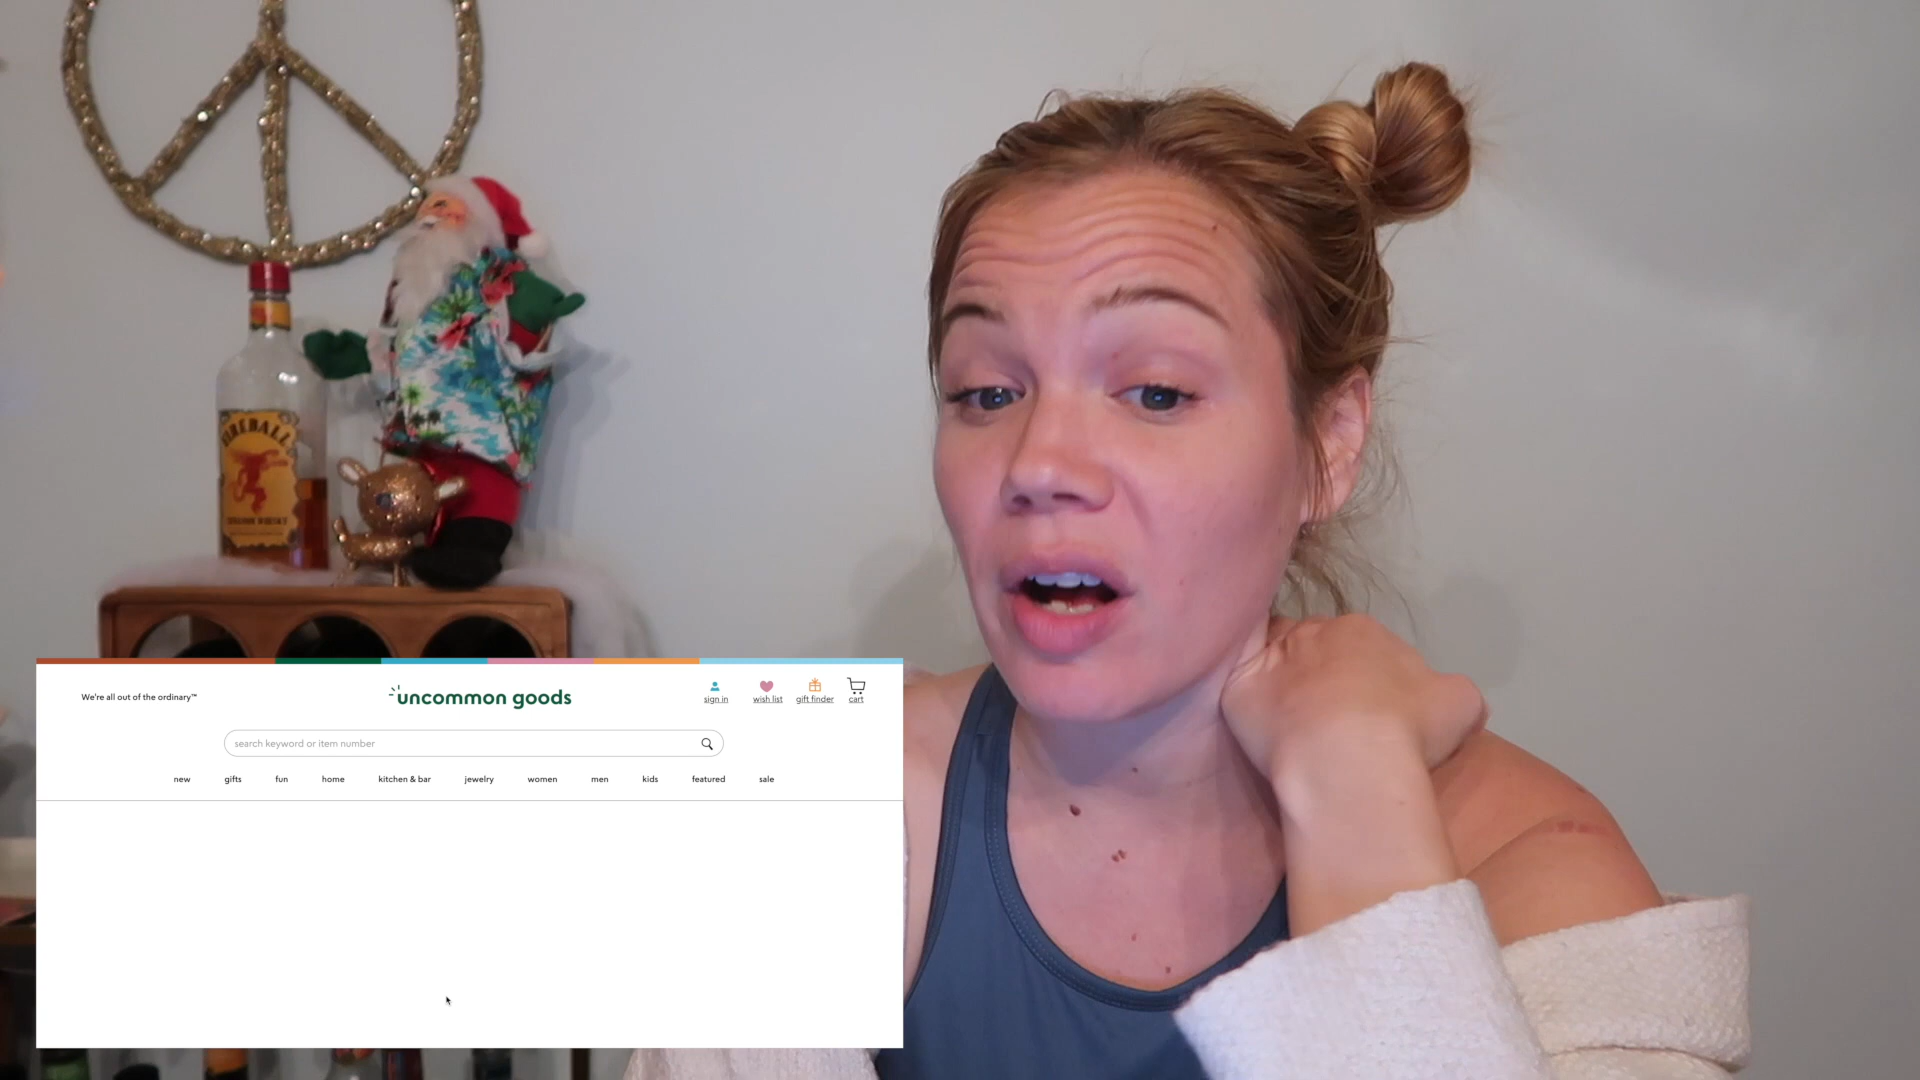 FIREBALL
We're all out of the ordinary™
uncommon goods
sign in
wish list
gift finder
cart
search keyword or item number
new gifts fun home kitchen & bar jewelry women men kids featured sale